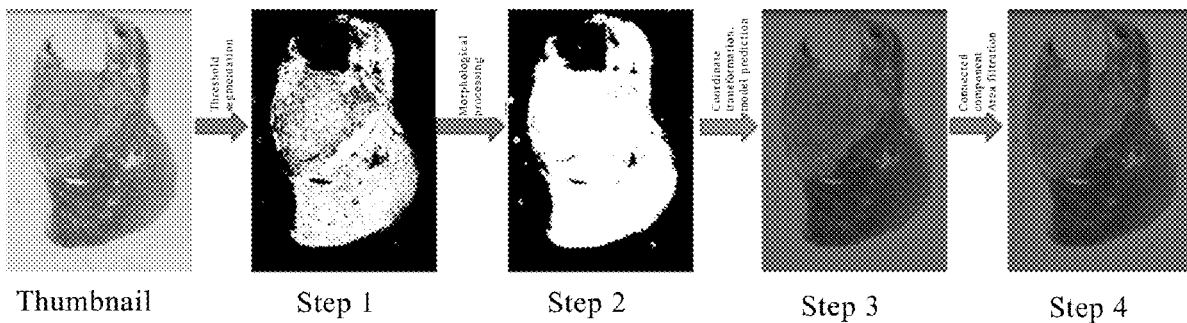 Threshold
segmentation
Morphological
processing
Coordinate
transformation,
model prediction
Connected
component
Area filtration
Thumbnail
Step 1
Step 2
Step 3
Step 4